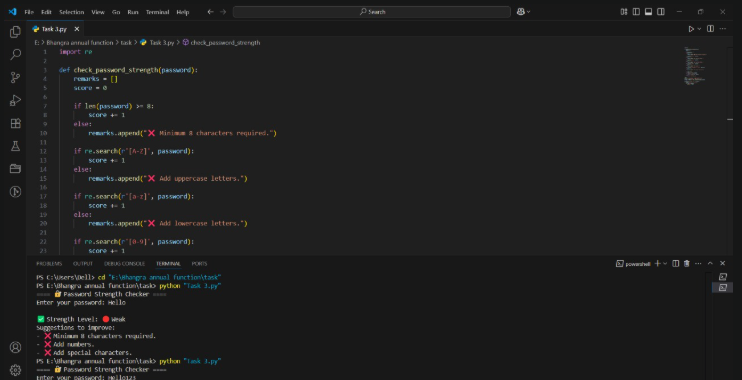 File Edit Selection View Go Run Terminal Help
Search
Task 3.py
E: > Bhangra annual function > task > Task 3.py > check_password_strength
1 import re
2
3 def check_password_strength(password):
4 remarks = []
5 score = 0
6
7 if len(password) >= 8:
8 score += 1
9 else:
10 remarks.append("❌ Minimum 8 characters required.")
11
12 if re.search(r"[A-Z]", password):
13 score += 1
14 else:
15 remarks.append("❌ Add uppercase letters.")
16
17 if re.search(r"[a-z]", password):
18 score += 1
19 else:
20 remarks.append("❌ Add lowercase letters.")
21
22 if re.search(r"[0-9]", password):
23 score += 1
PROBLEMS OUTPUT DEBUG CONSOLE TERMINAL PORTS
powershell
PS C:\Users\Dell> cd "E:\Bhangra annual function\task"
PS E:\Bhangra annual function\task> python "Task 3.py"
==== 🔐 Password Strength Checker ====
Enter your password: Hello

✅ Strength Level: 🔴 Weak
Suggestions to improve:
- ❌ Minimum 8 characters required.
- ❌ Add numbers.
- ❌ Add special characters.
PS E:\Bhangra annual function\task> python "Task 3.py"
==== 🔐 Password Strength Checker ====
Enter your password: Hello123